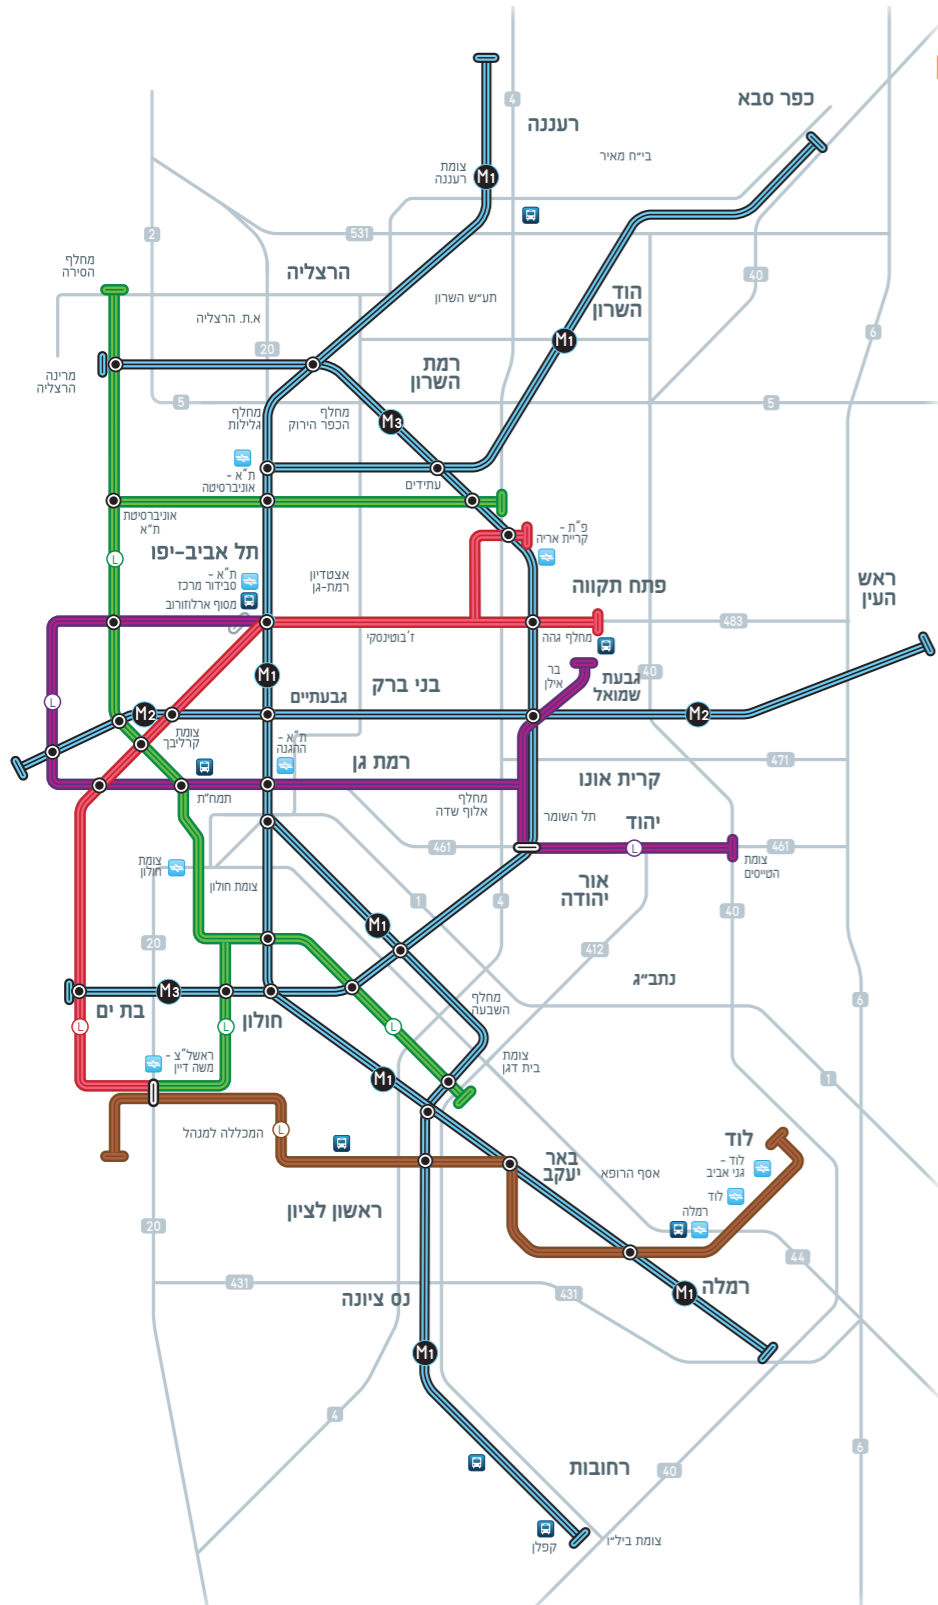 כפר סבא
4
רעננה
בי״ח מאיר
צומת
רעננה
M1
2
531
מחלף
הסירה
הרצליה
40
תע״ש השרון
הוד
השרון
א.ת. הרצליה
6
M1
20
רמת
השרון
מרינה
הרצליה
5
מחלף
גלילות
מחלף
הכפר הירוק
5
M3
ת״א -
אוניברסיטה
עתידים
אוניברסיטת
ת״א
פ״ת -
קריית אריה
תל אביב-יפו
L
ת״א -
סבידור מרכז
אצטדיון
רמת-גן
מסוף ארלוזורוב
פתח תקווה
ראש
העין
483
ז'בוטינסקי
מחלף גהה
בר
אילן
גבעת
שמואל
40
M1
בני ברק
גבעתיים
L
M2
M2
צומת
קרליבך
ת״א -
ההגנה
רמת גן
471
קרית אונו
תמח״ת
מחלף
אלוף שדה
תל השומר
יהוד
461
L
461
צומת
הטייסים
צומת
חולון
צומת חולון
אור
יהודה
1
4
40
M1
20
412
נתב״ג
M3
בת ים
חולון
מחלף
השבעה
6
L
L
L
ראשל״צ -
משה דיין
צומת
בית דגן
M1
1
המכללה למנהל
L
לוד
באר
יעקב
אסף הרופא
לוד -
גני אביב
לוד
רמלה
ראשון לציון
20
44
431
431
רמלה
M1
נס ציונה
M1
4
6
רחובות
40
קפלן
צומת ביל״ו